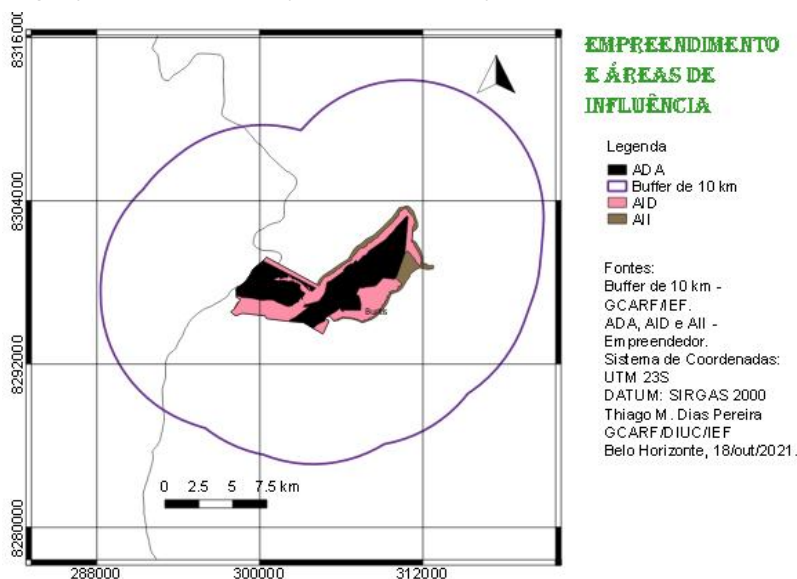 EMPREENDIMENTO
E ÁREAS DE
INFLUÊNCIA
Legenda
ADA
Buffer de 10 km
AID
AII
Fontes:
Buffer de 10 km -
GCARF/IEF.
ADA, AID e AII -
Empreendedor.
Sistema de Coordenadas:
UTM 23S
DATUM: SIRGAS 2000
Thiago M. Dias Pereira
GCARF/DIUC/IEF
Belo Horizonte, 18/out/2021.
8316000
8304000
8292000
8280000
0 2.5 5 7.5 km
288000 300000 312000